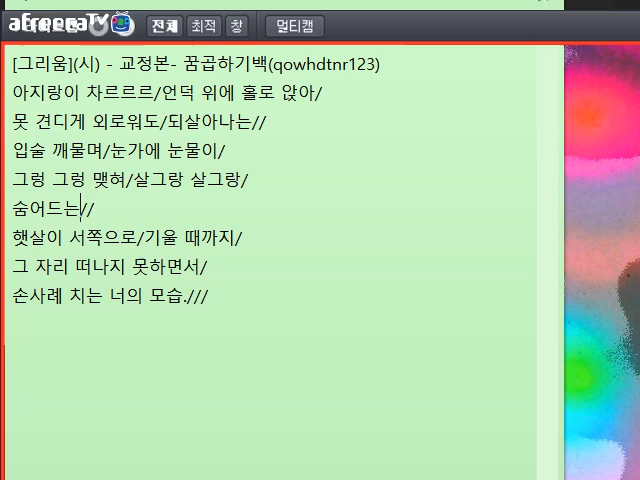 afreecaTV
전체 최적 창 멀티캠
[그리움](시) - 교정본- 꿈곱하기백(qowhdtnr123)
아지랑이 차르르르/언덕 위에 홀로 앉아/
못 견디게 외로워도/되살아나는//
입술 깨물며/눈가에 눈물이/
그렁 그렁 맺혀/살그랑 살그랑/
숨어드는//
햇살이 서쪽으로/기울 때까지/
그 자리 떠나지 못하면서/
손사례 치는 너의 모습.///